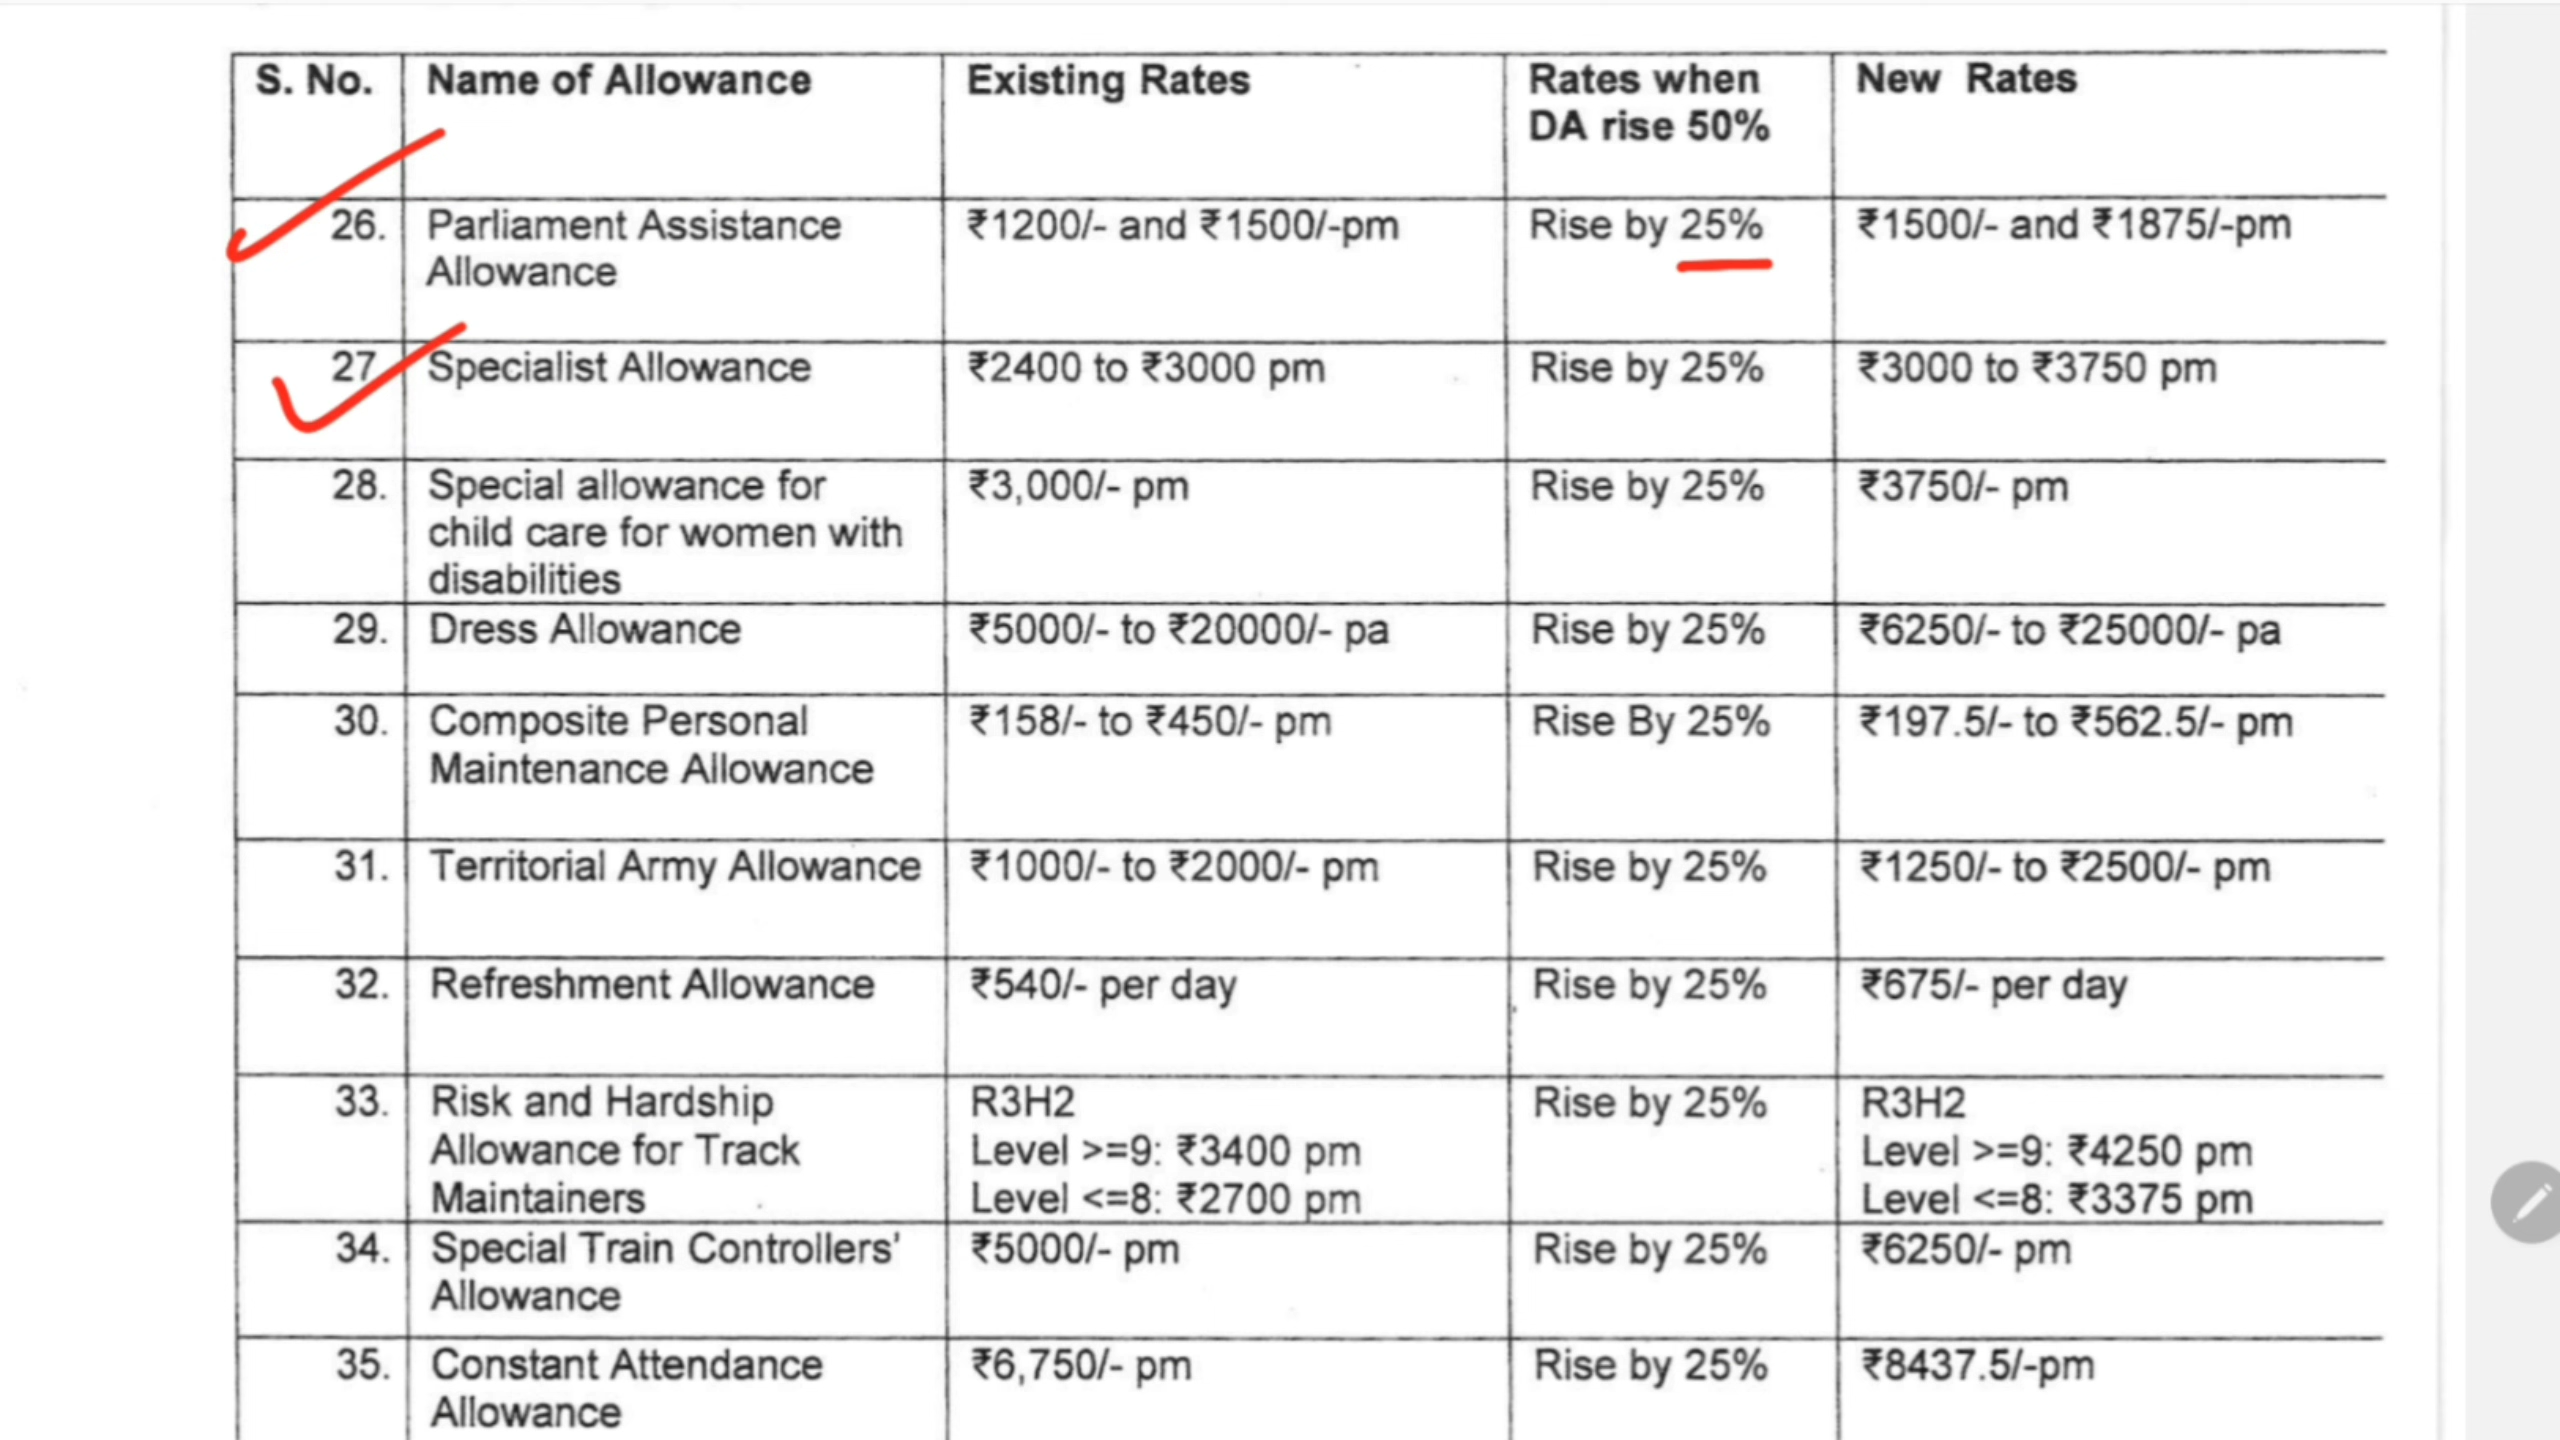 S. No. Name of Allowance Existing Rates Rates when New Rates
DA rise 50%
26. Parliament Assistance ₹1200/- and ₹1500/-pm Rise by 25% ₹1500/- and ₹1875/-pm
Allowance
27 Specialist Allowance ₹2400 to ₹3000 pm Rise by 25% ₹3000 to ₹3750 pm
28. Special allowance for ₹3,000/- pm Rise by 25% ₹3750/- pm
child care for women with
disabilities
29. Dress Allowance ₹5000/- to ₹20000/- pa Rise by 25% ₹6250/- to ₹25000/- pa
30. Composite Personal ₹158/- to ₹450/- pm Rise By 25% ₹197.5/- to ₹562.5/- pm
Maintenance Allowance
31. Territorial Army Allowance ₹1000/- to ₹2000/- pm Rise by 25% ₹1250/- to ₹2500/- pm
32. Refreshment Allowance ₹540/- per day Rise by 25% ₹675/- per day
33. Risk and Hardship R3H2 Rise by 25% R3H2
Allowance for Track Level >=9: ₹3400 pm Level >=9: ₹4250 pm
Maintainers Level <=8: ₹2700 pm Level <=8: ₹3375 pm
34. Special Train Controllers' ₹5000/- pm Rise by 25% ₹6250/- pm
Allowance
35. Constant Attendance ₹6,750/- pm Rise by 25% ₹8437.5/-pm
Allowance